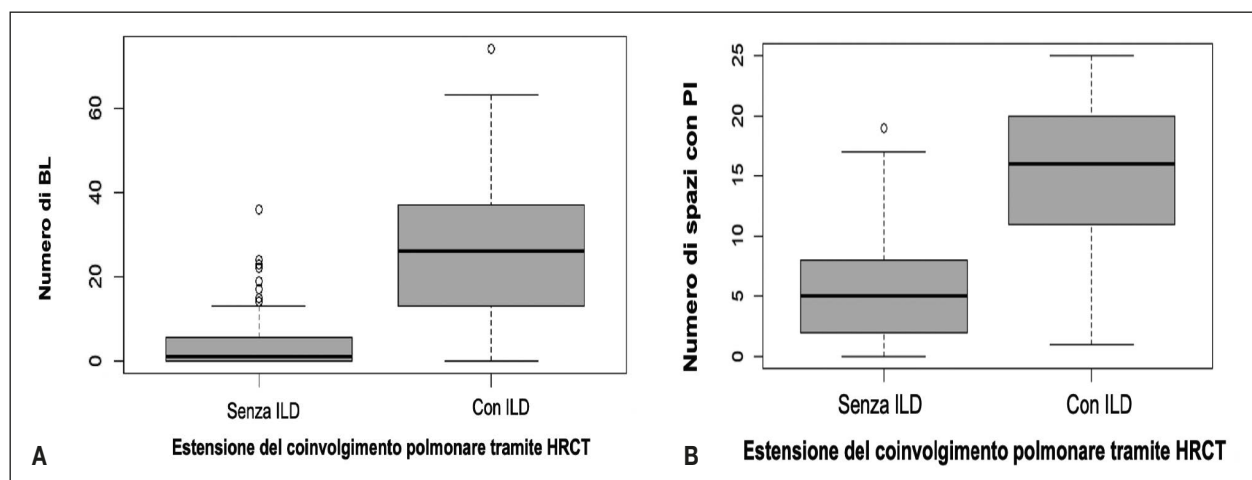 Numero di BL
60
40
20
0
Senza ILD
Con ILD
Estensione del coinvolgimento polmonare tramite HRCT
A
Numero di spazi con PI
25
20
15
10
5
0
Senza ILD
Con ILD
Estensione del coinvolgimento polmonare tramite HRCT
B